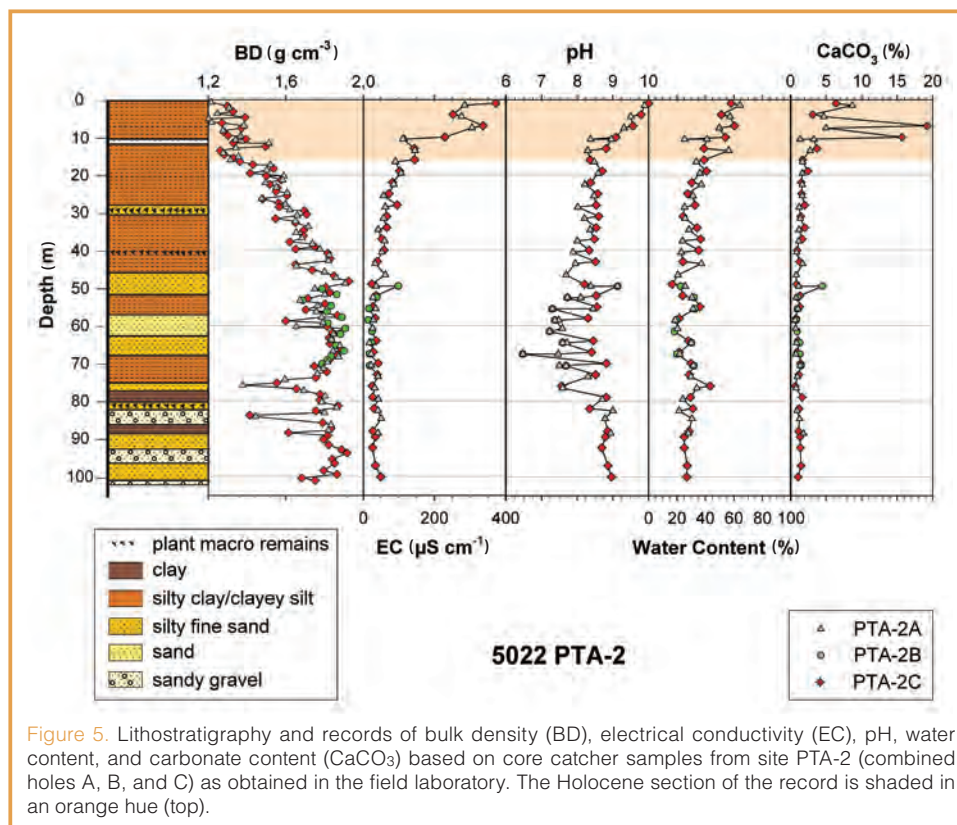 BD (g cm⁻³) pH CaCO₃ (%)
1,2 1,6 2,0 6 7 8 9 10 0 5 10 15 20
Depth (m)
0
10
20
30
40
50
60
70
80
90
100
0 200 400 0 20 40 60 80 100
EC (µS cm⁻¹) Water Content (%)
plant macro remains
clay
silty clay/clayey silt
silty fine sand
sand
sandy gravel
5022 PTA-2
PTA-2A
PTA-2B
PTA-2C
Figure 5. Lithostratigraphy and records of bulk density (BD), electrical conductivity (EC), pH, water
content, and carbonate content (CaCO₃) based on core catcher samples from site PTA-2 (combined
holes A, B, and C) as obtained in the field laboratory. The Holocene section of the record is shaded in
an orange hue (top).